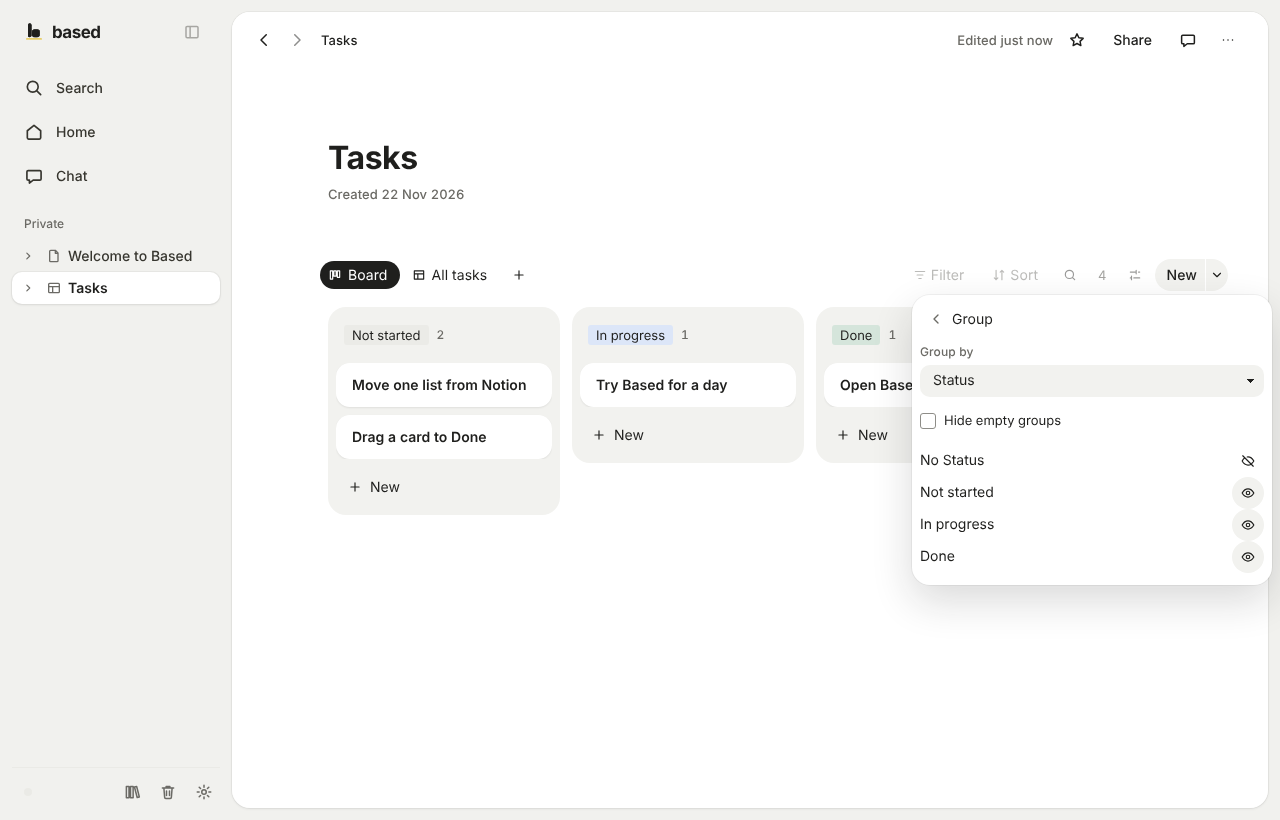 based
Search
Home
Chat
Private
Welcome to Based
Tasks
Tasks
Edited just now
Share
Tasks
Created 22 Nov 2026
Board
All tasks
Filter
Sort
4
New
Not started 2
Move one list from Notion
Drag a card to Done
New
In progress 1
Try Based for a day
New
Done 1
Open Base
New
Group
Group by
Status
Hide empty groups
No Status
Not started
In progress
Done